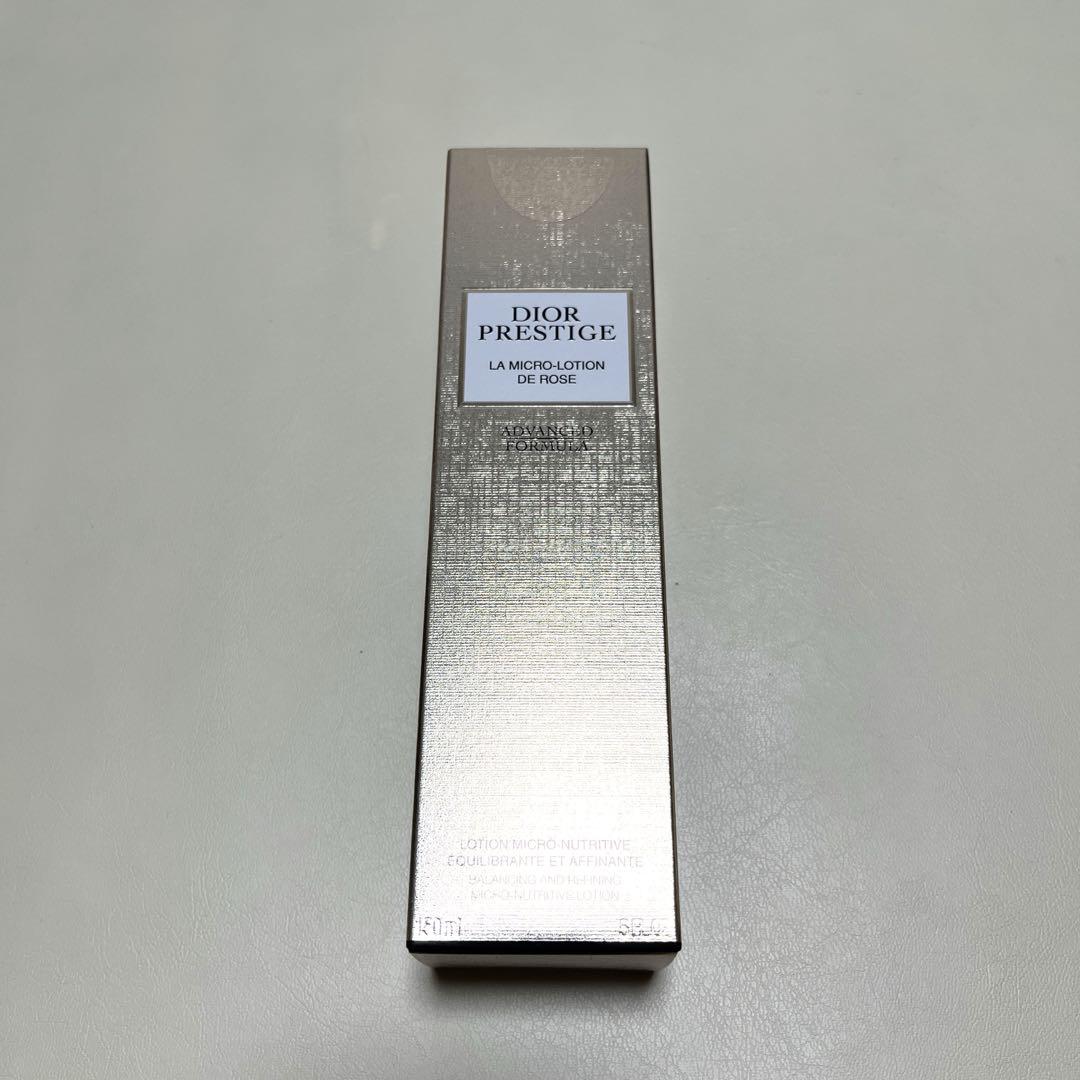 DIOR
PRESTIGE
LA MICRO-LOTION
DE ROSE
ADVANCED
FORMULA
LOTION MICRO-NUTRITIVE
ÉQUILIBRANTE ET AFFINANTE
BALANCING AND REFINING
MICRO-NUTRITIVE LOTION
150ml